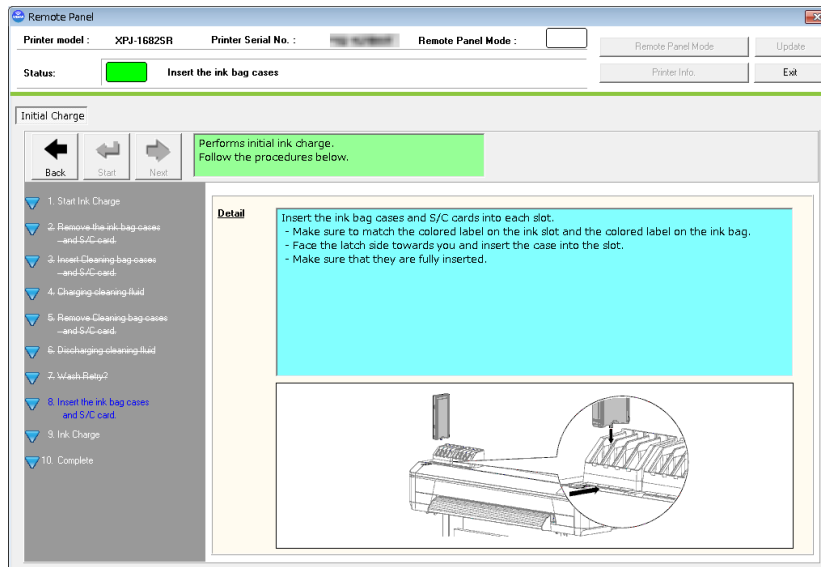 Remote Panel
Printer model : XPJ-1682SR Printer Serial No. : Remote Panel Mode :
Remote Panel Mode Update
Status: Insert the ink bag cases
Printer Info. Exit
Initial Charge
Back Start Next
Performs initial ink charge.
Follow the procedures below.
1. Start Ink Charge
2. Remove the ink bag cases
and S/C card.
3. Insert Cleaning bag cases
and S/C card.
4. Charging cleaning fluid
5. Remove Cleaning bag cases
and S/C card.
6. Discharging cleaning fluid
7. Wash Retry?
8. Insert the ink bag cases
and S/C card.
9. Ink Charge
10. Complete
Detail
Insert the ink bag cases and S/C cards into each slot.
- Make sure to match the colored label on the ink slot and the colored label on the ink bag.
- Face the latch side towards you and insert the case into the slot.
- Make sure that they are fully inserted.